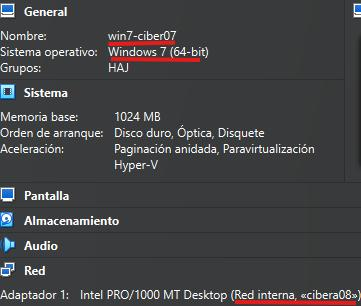 General
Nombre: win7-ciber07
Sistema operativo: Windows 7 (64-bit)
Grupos: HAJ
Sistema
Memoria base: 1024 MB
Orden de arranque: Disco duro, Óptica, Disquete
Aceleración: Paginación anidada, Paravirtualización
Hyper-V
Pantalla
Almacenamiento
Audio
Red
Adaptador 1: Intel PRO/1000 MT Desktop (Red interna, «cibera08»)